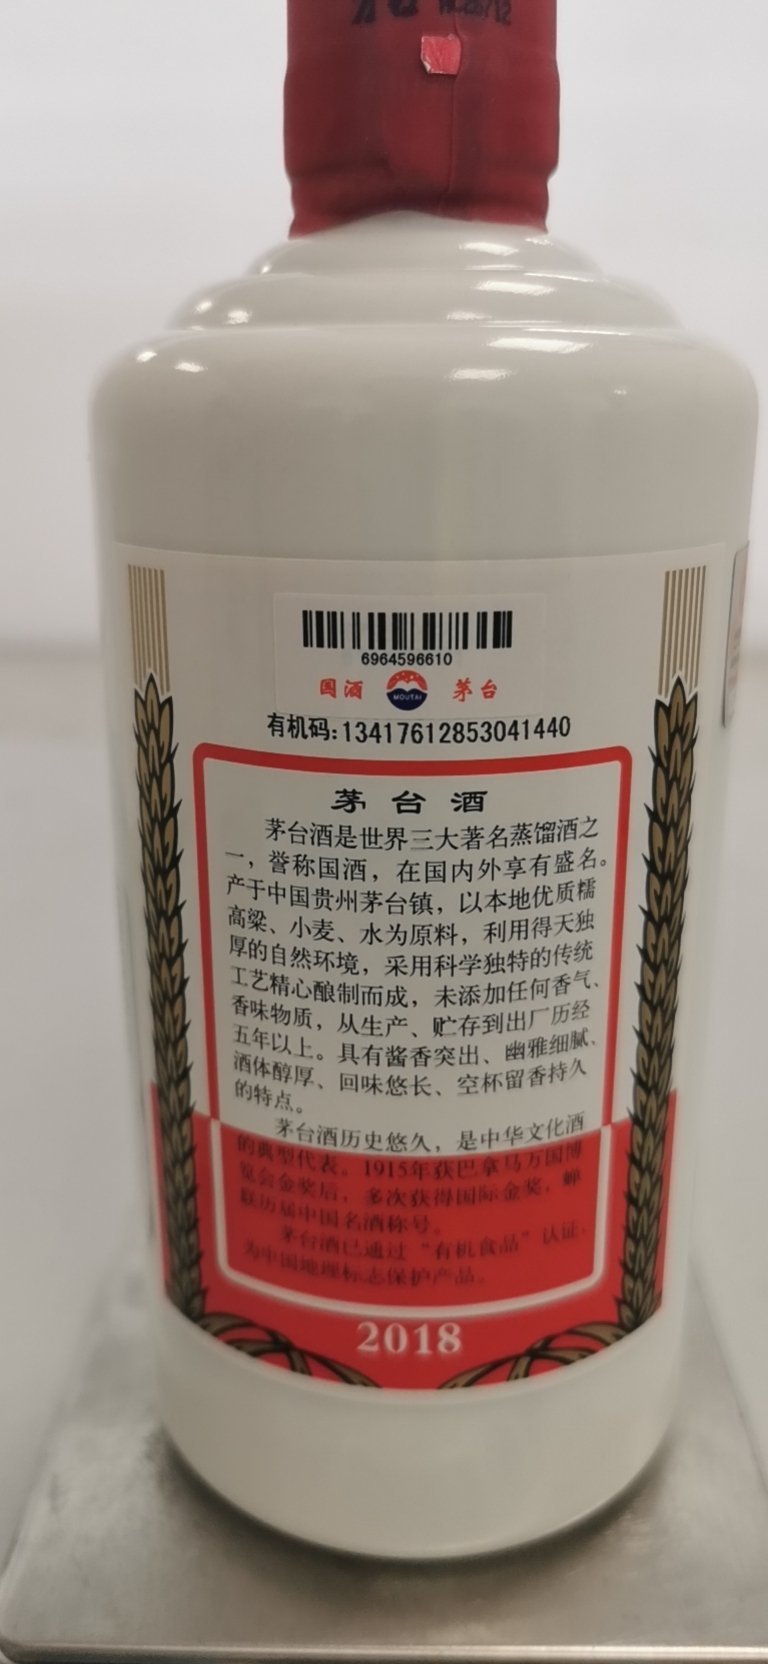 6964596610
国酒 MOUTAI 茅台
有机码:13417612853041440
茅台酒
茅台酒是世界三大著名蒸馏酒之
一，誉称国酒，在国内外享有盛名。
产于中国贵州茅台镇，以本地优质糯
高粱、小麦、水为原料，利用得天独
厚的自然环境，采用科学独特的传统
工艺精心酿制而成，未添加任何香气、
香味物质，从生产、贮存到出厂历经
五年以上。具有酱香突出、幽雅细腻、
酒体醇厚、回味悠长、空杯留香持久
的特点。
茅台酒历史悠久，是中华文化酒
的典型代表。1915年获巴拿马万国博
览会金奖后，多次获得国际金奖，蝉
联历届中国名酒称号。
茅台酒已通过“有机食品”认证、
为中国地理标志保护产品。
2018